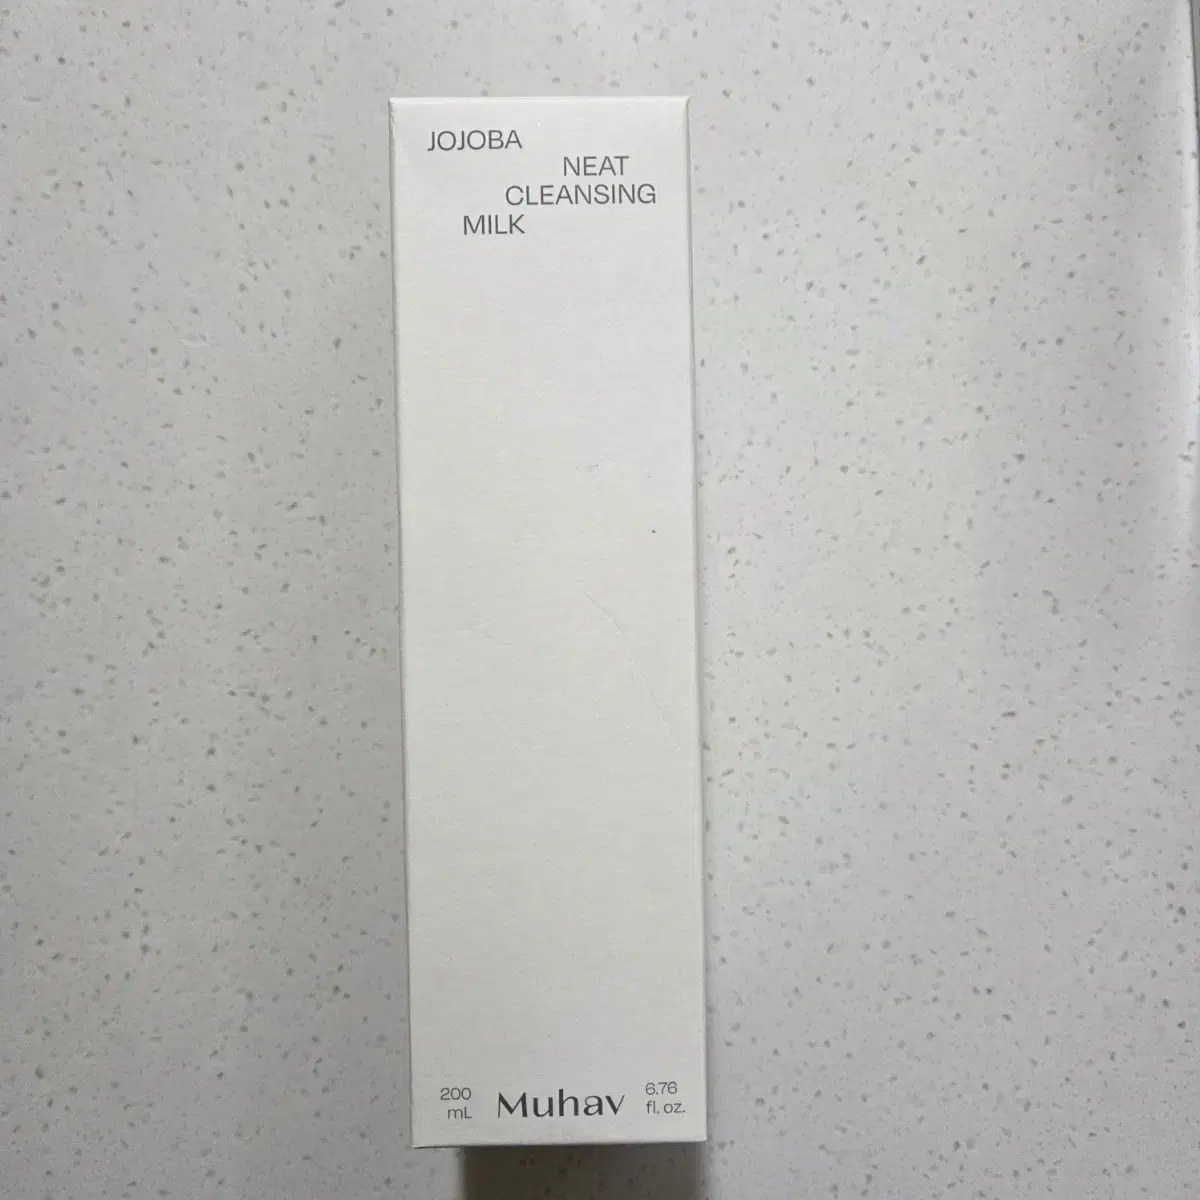 JOJOBA
NEAT
CLEANSING
MILK
200
mL
Muhav
6.76
fl. oz.